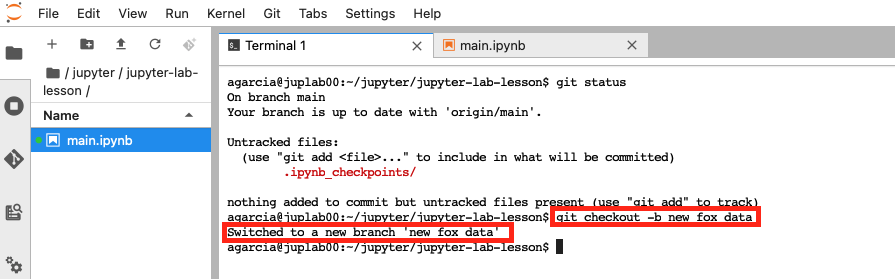 File Edit View Run Kernel Git Tabs Settings Help
Terminal 1
main.ipynb
/ jupyter / jupyter-lab-
lesson /
Name
main.ipynb
agarcia@juplab00:~/jupyter/jupyter-lab-lesson$ git status
On branch main
Your branch is up to date with 'origin/main'.
Untracked files:
(use "git add <file>..." to include in what will be committed)
.ipynb_checkpoints/
nothing added to commit but untracked files present (use "git add" to track)
agarcia@juplab00:~/jupyter/jupyter-lab-lesson$ git checkout -b new fox data
Switched to a new branch 'new fox data'
agarcia@juplab00:~/jupyter/jupyter-lab-lesson$